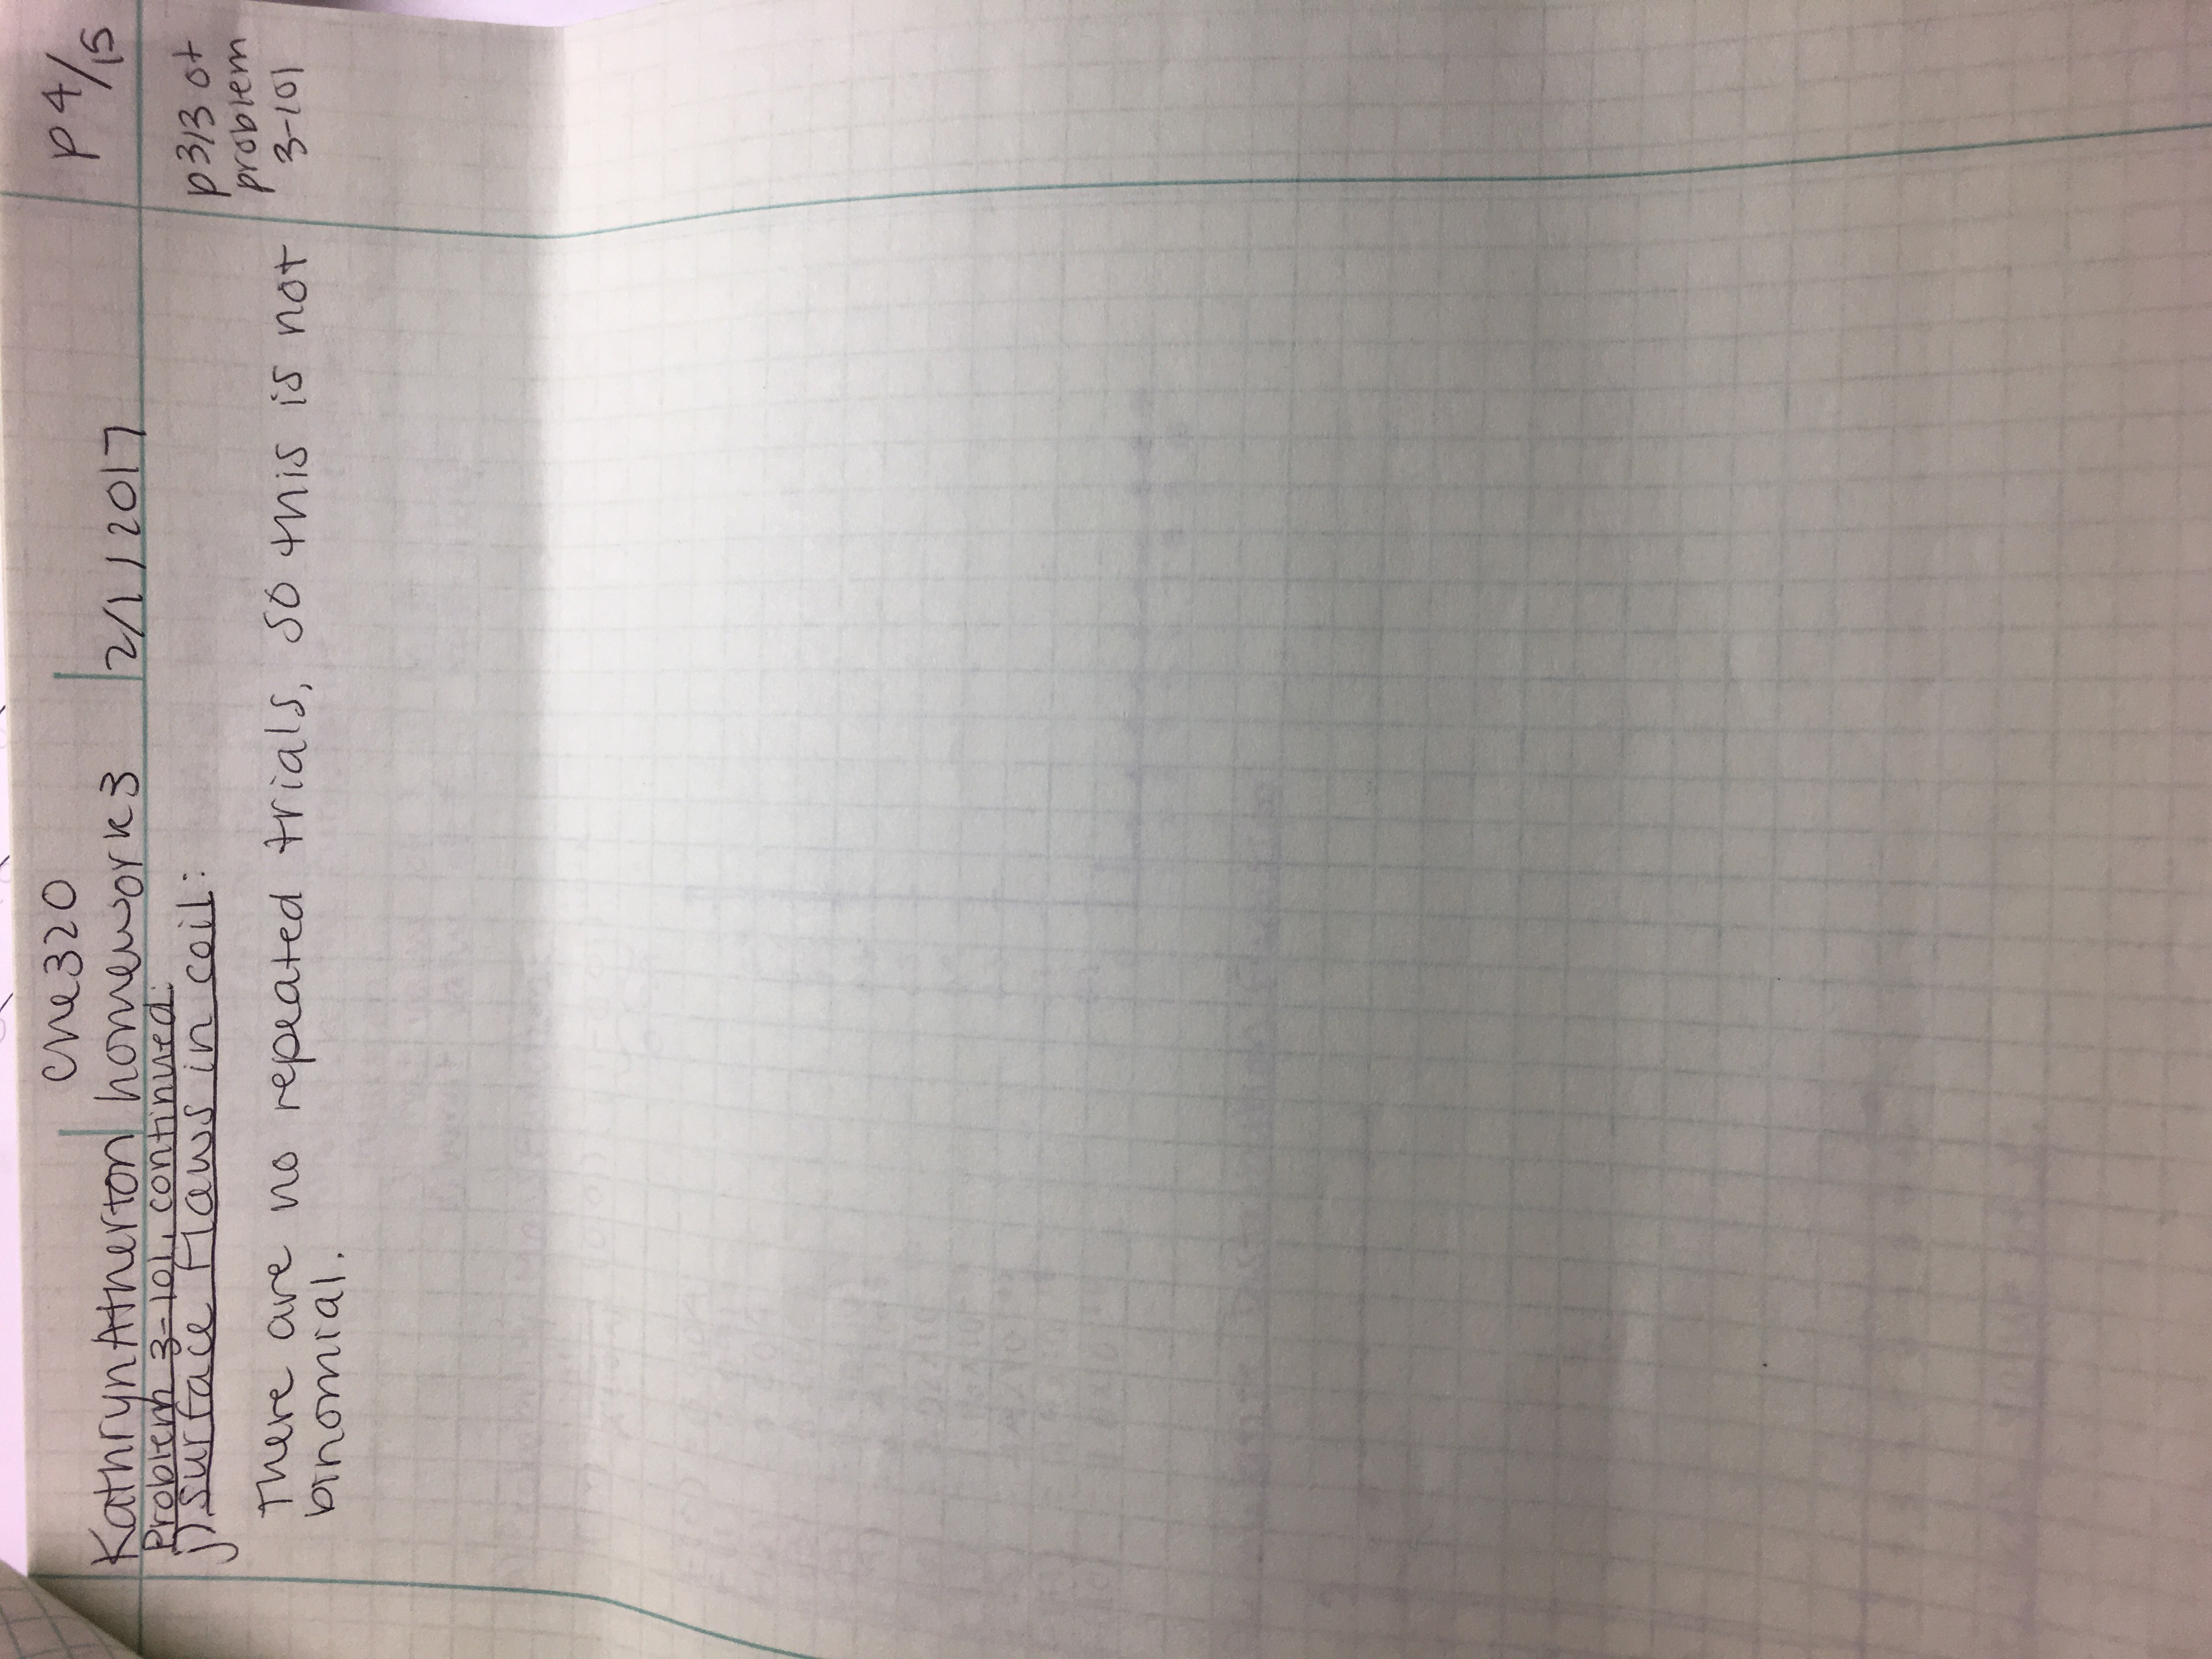 Che320
p4/15
Kathryn Atherton homework 3 2/1/2017
Problem 3-101, continued:
j) surface flaws in coil:
p3/3 of
problem
3-101
There are no repeated trials, so this is not
binomial.